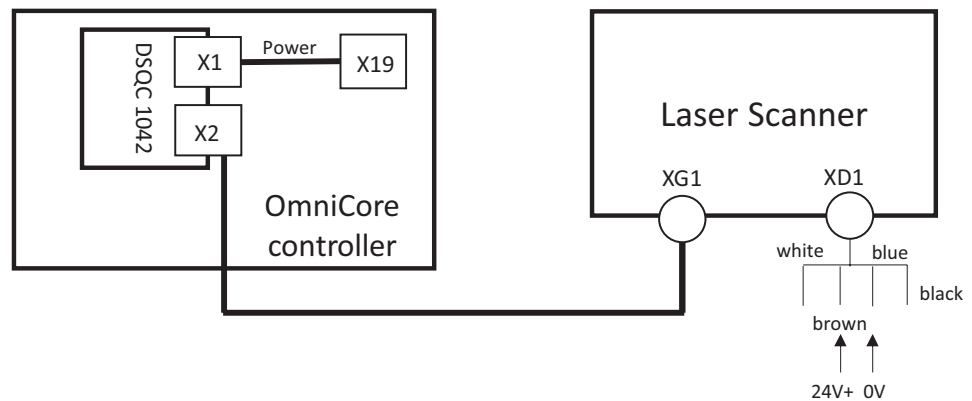 DSQC 1042
X1
Power
X19
X2
OmniCore
controller
Laser Scanner
XG1
XD1
white
blue
black
brown
24V+ 0V